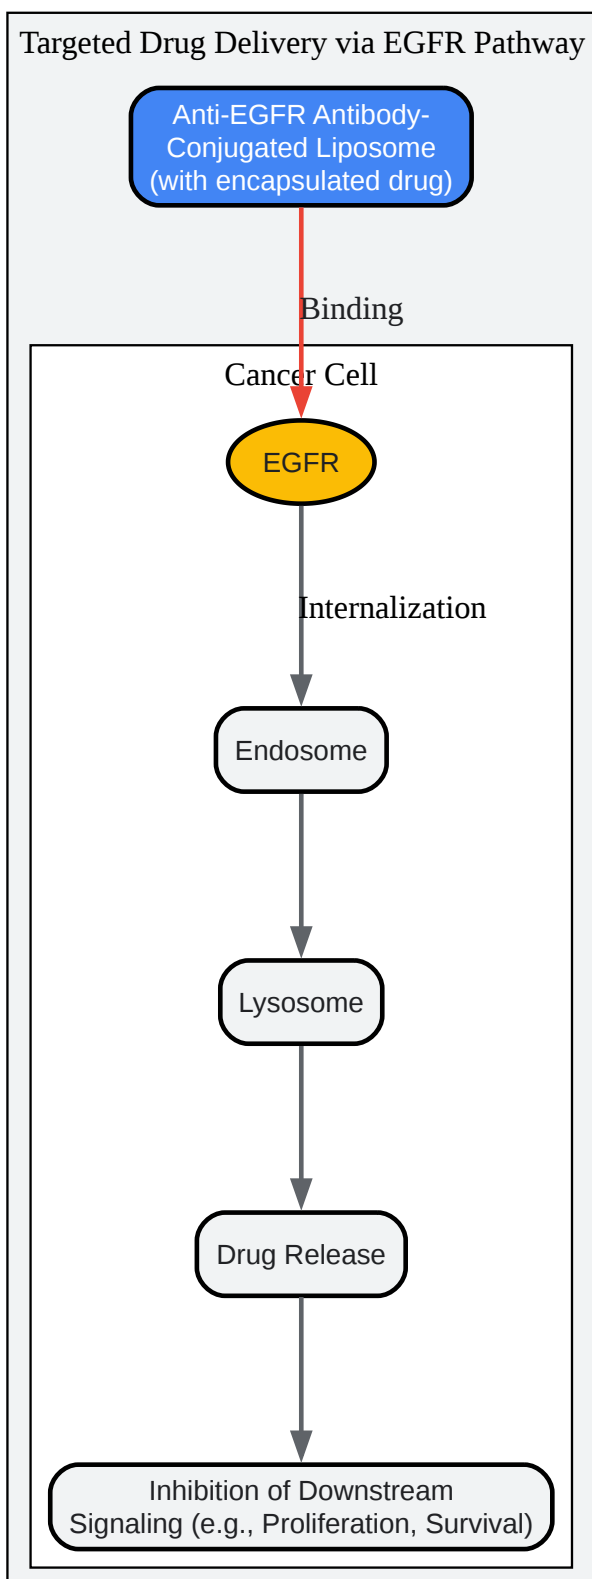 Targeted Drug Delivery via EGFR Pathway
Anti-EGFR Antibody-
Conjugated Liposome
(with encapsulated drug)
Binding
Cancer Cell
EGFR
Internalization
Endosome
Lysosome
Drug Release
Inhibition of Downstream
Signaling (e.g., Proliferation, Survival)